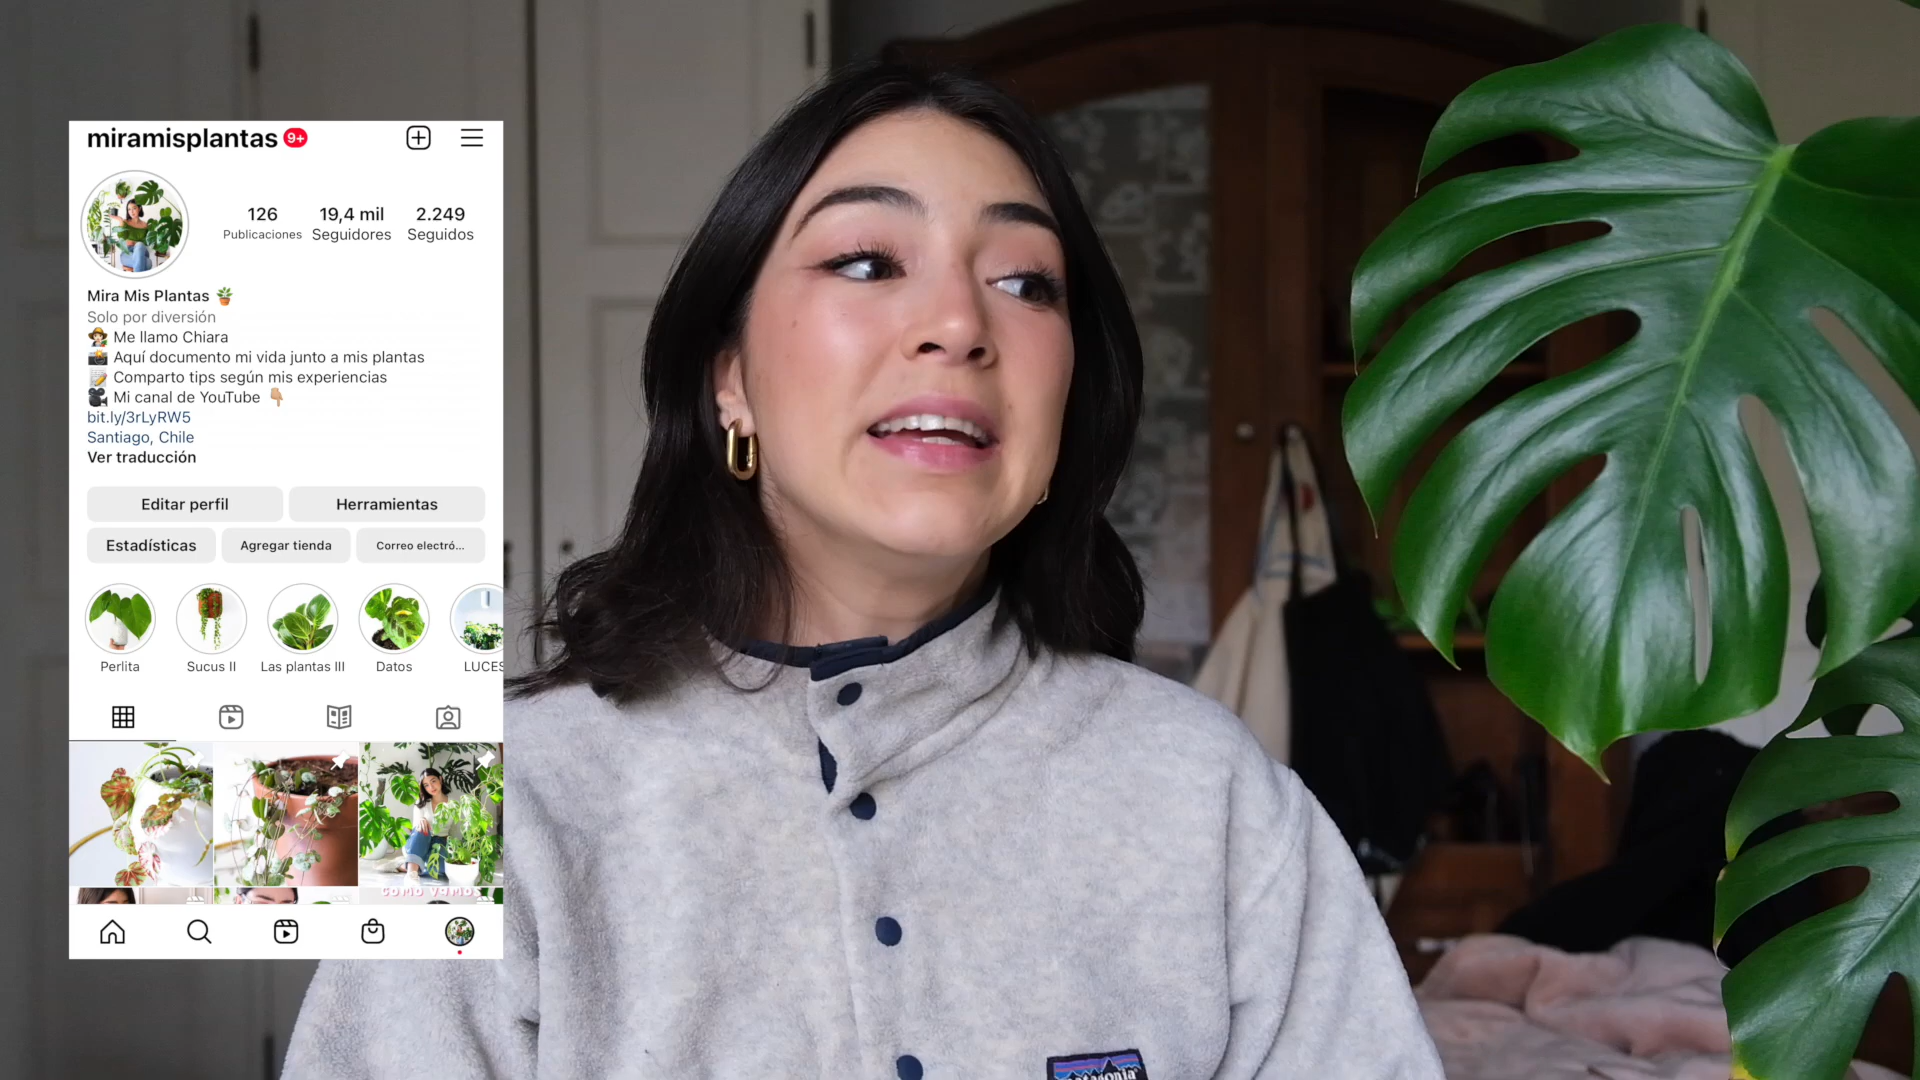 miramisplantas 9+
126 19,4 mil 2.249
Publicaciones Seguidores Seguidos
Mira Mis Plantas
Solo por diversión
Me llamo Chiara
Aquí documento mi vida junto a mis plantas
Comparto tips según mis experiencias
Mi canal de YouTube
bit.ly/3rLyRW5
Santiago, Chile
Ver traducción
Editar perfil Herramientas
Estadísticas Agregar tienda Correo electró...
Perlita Sucus II Las plantas III Datos LUCES
COMO VAMOS
patagonia